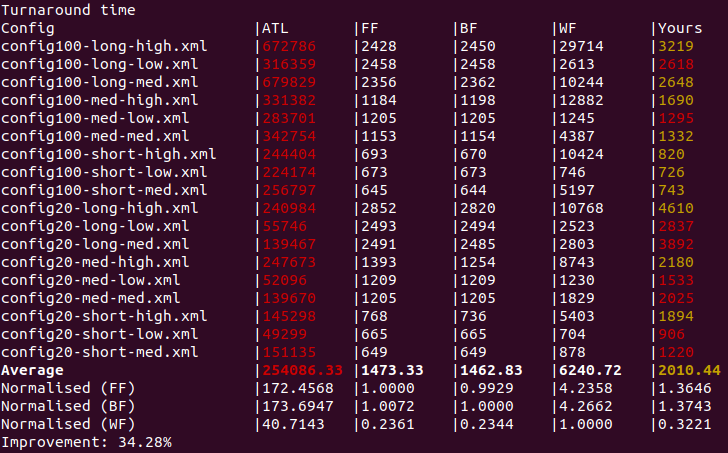 Turnaround time
Config |ATL |FF |BF |WF |Yours
config100-long-high.xml |672786 |2428 |2450 |29714 |3219
config100-long-low.xml |316359 |2458 |2458 |2613 |2618
config100-long-med.xml |679829 |2356 |2362 |10244 |2648
config100-med-high.xml |331382 |1184 |1198 |12882 |1690
config100-med-low.xml |283701 |1205 |1205 |1245 |1295
config100-med-med.xml |342754 |1153 |1154 |4387 |1332
config100-short-high.xml |244404 |693 |670 |10424 |820
config100-short-low.xml |224174 |673 |673 |746 |726
config100-short-med.xml |256797 |645 |644 |5197 |743
config20-long-high.xml |240984 |2852 |2820 |10768 |4610
config20-long-low.xml |55746 |2493 |2494 |2523 |2837
config20-long-med.xml |139467 |2491 |2485 |2803 |3892
config20-med-high.xml |247673 |1393 |1254 |8743 |2180
config20-med-low.xml |52096 |1209 |1209 |1230 |1533
config20-med-med.xml |139670 |1205 |1205 |1829 |2025
config20-short-high.xml |145298 |768 |736 |5403 |1894
config20-short-low.xml |49299 |665 |665 |704 |906
config20-short-med.xml |151135 |649 |649 |878 |1220
Average |254086.33 |1473.33 |1462.83 |6240.72 |2010.44
Normalised (FF) |172.4568 |1.0000 |0.9929 |4.2358 |1.3646
Normalised (BF) |173.6947 |1.0072 |1.0000 |4.2662 |1.3743
Normalised (WF) |40.7143 |0.2361 |0.2344 |1.0000 |0.3221
Improvement: 34.28%